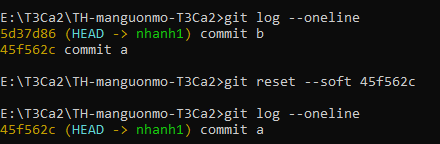 E:\T3Ca2\TH-manguonmo-T3Ca2>git log --oneline
5d37d86 (HEAD -> nhanh1) commit b
45f562c commit a
E:\T3Ca2\TH-manguonmo-T3Ca2>git reset --soft 45f562c
E:\T3Ca2\TH-manguonmo-T3Ca2>git log --oneline
45f562c (HEAD -> nhanh1) commit a